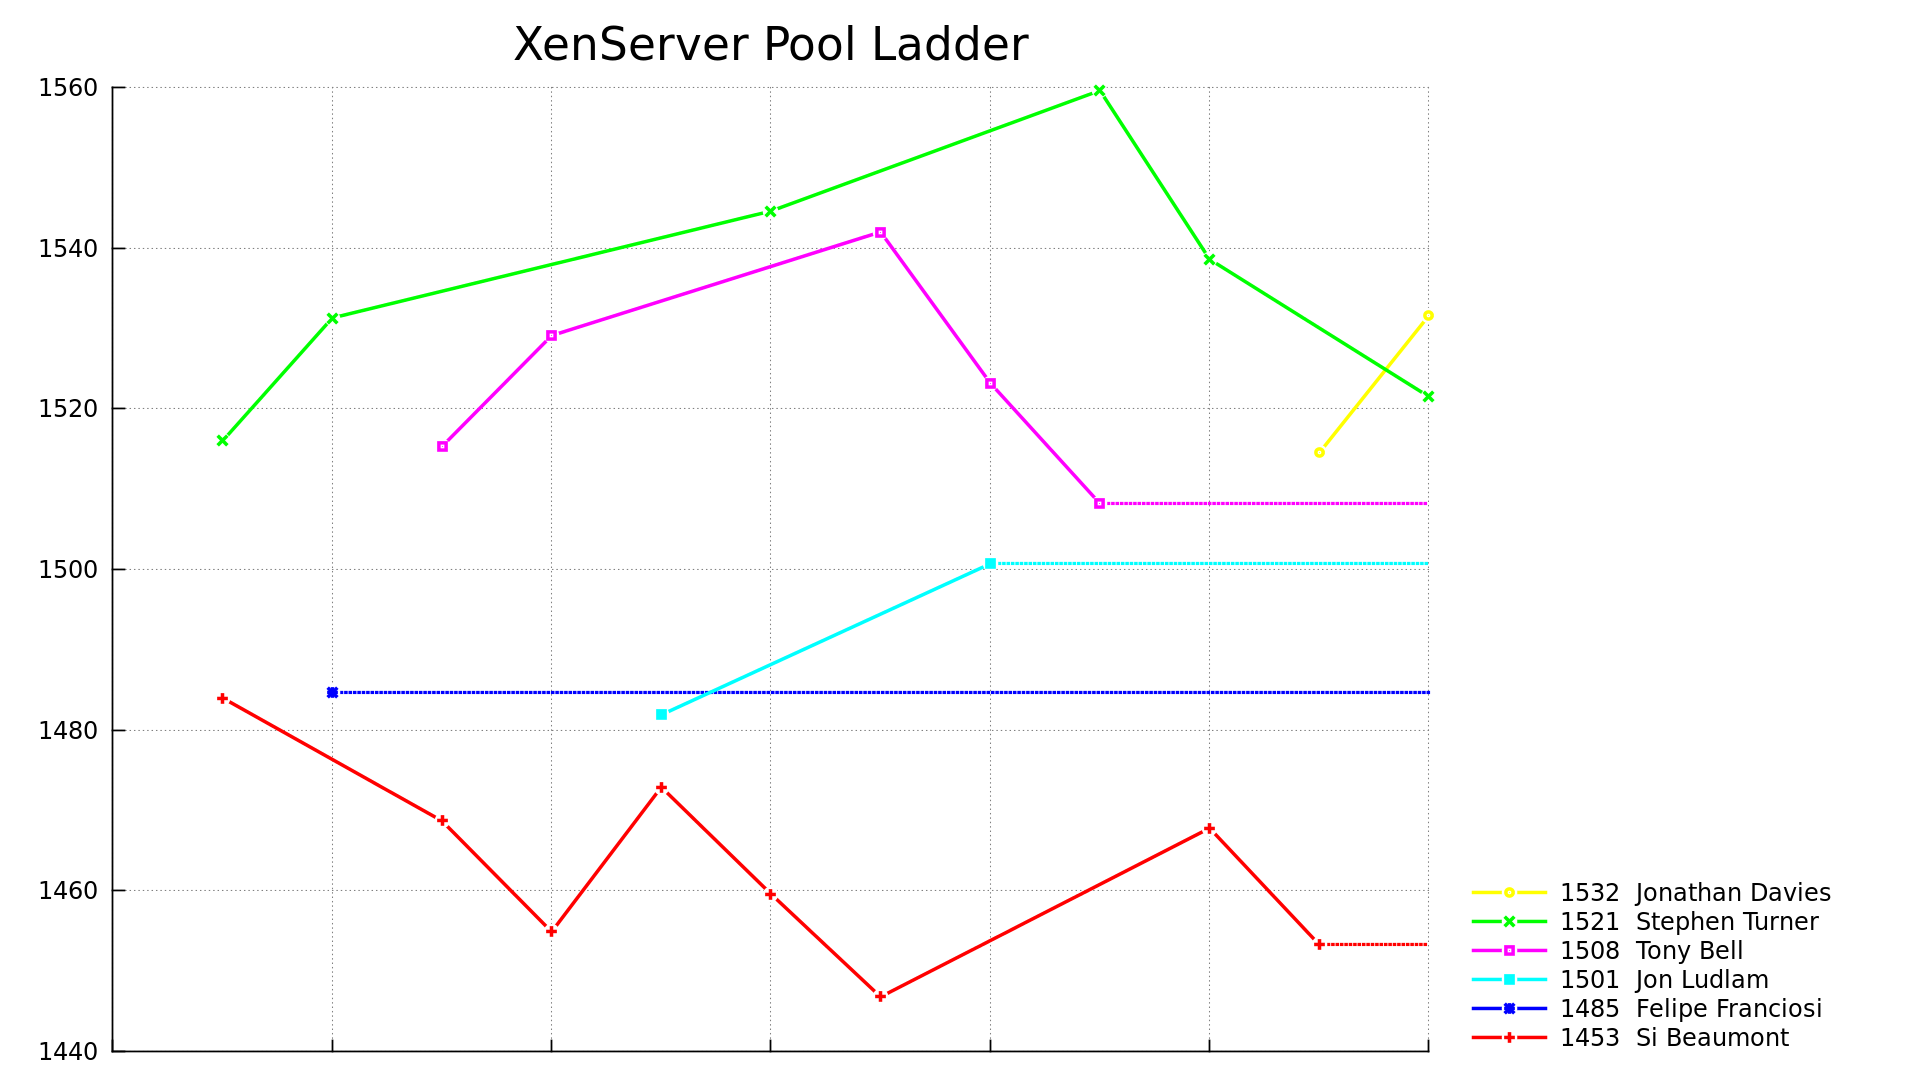 XenServer Pool Ladder
1560
1540
1520
1500
1480
1460
1440
1532 Jonathan Davies
1521 Stephen Turner
1508 Tony Bell
1501 Jon Ludlam
1485 Felipe Franciosi
1453 Si Beaumont